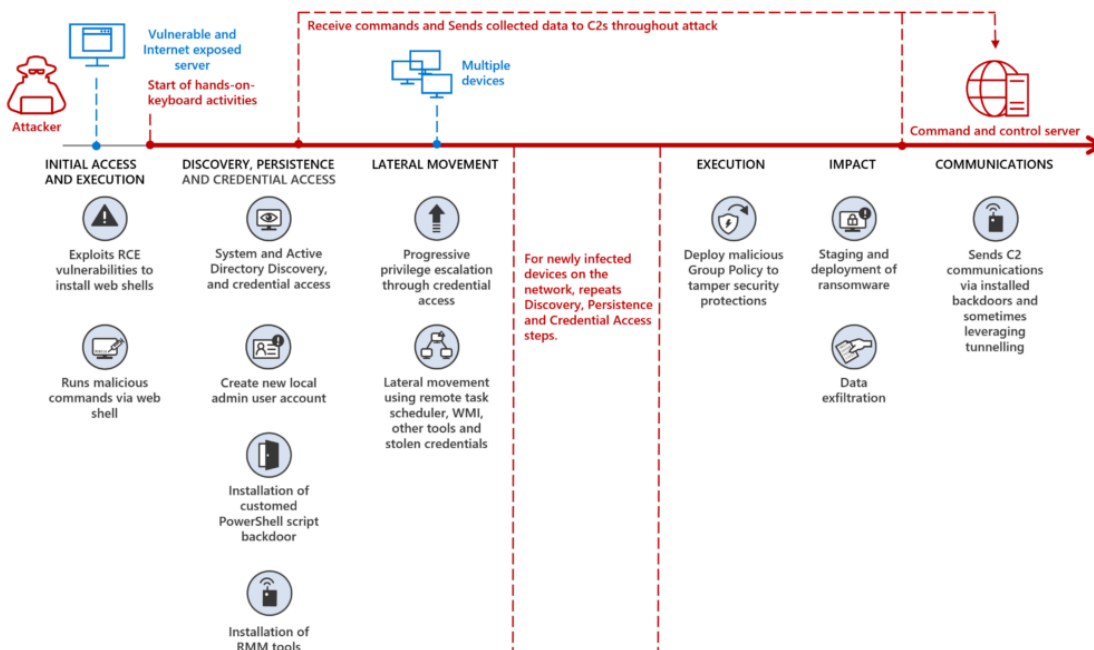 Receive commands and Sends collected data to C2s throughout attack
Vulnerable and
Internet exposed
server
Start of hands-on-
keyboard activities
Multiple
devices
Attacker
Command and control server
INITIAL ACCESS
AND EXECUTION
DISCOVERY, PERSISTENCE
AND CREDENTIAL ACCESS
LATERAL MOVEMENT
EXECUTION
IMPACT
COMMUNICATIONS
Exploits RCE
vulnerabilities to
install web shells
Runs malicious
commands via web
shell
System and Active
Directory Discovery,
and credential access
Create new local
admin user account
Installation of
customed
PowerShell script
backdoor
Installation of
RMM tools
Progressive
privilege escalation
through credential
access
Lateral movement
using remote task
scheduler, WMI,
other tools and
stolen credentials
For newly infected
devices on the
network, repeats
Discovery, Persistence
and Credential Access
steps.
Deploy malicious
Group Policy to
tamper security
protections
Staging and
deployment of
ransomware
Data
exfiltration
Sends C2
communications
via installed
backdoors and
sometimes
leveraging
tunnelling